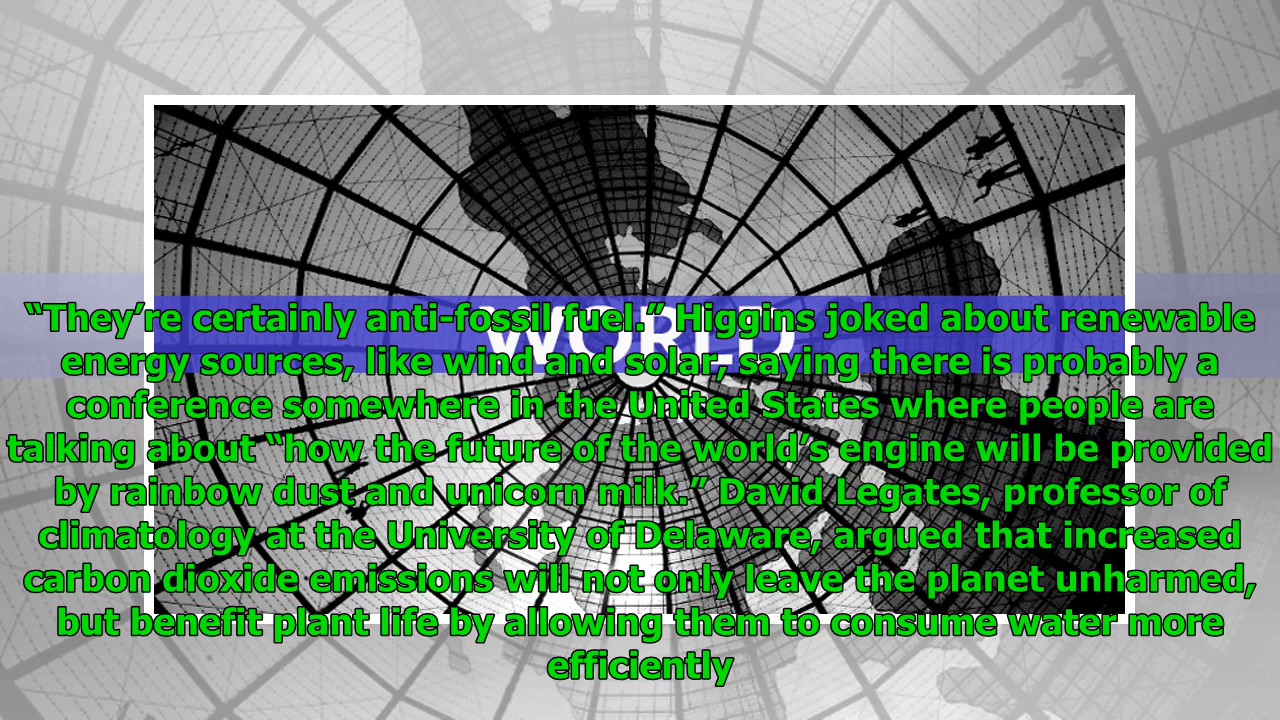 “They’re certainly anti-fossil fuel.” Higgins joked about renewable
energy sources, like wind and solar, saying there is probably a
conference somewhere in the United States where people are
talking about “how the future of the world’s engine will be provided
by rainbow dust and unicorn milk.” David Legates, professor of
climatology at the University of Delaware, argued that increased
carbon dioxide emissions will not only leave the planet unharmed,
but benefit plant life by allowing them to consume water more
efficiently
WORLD